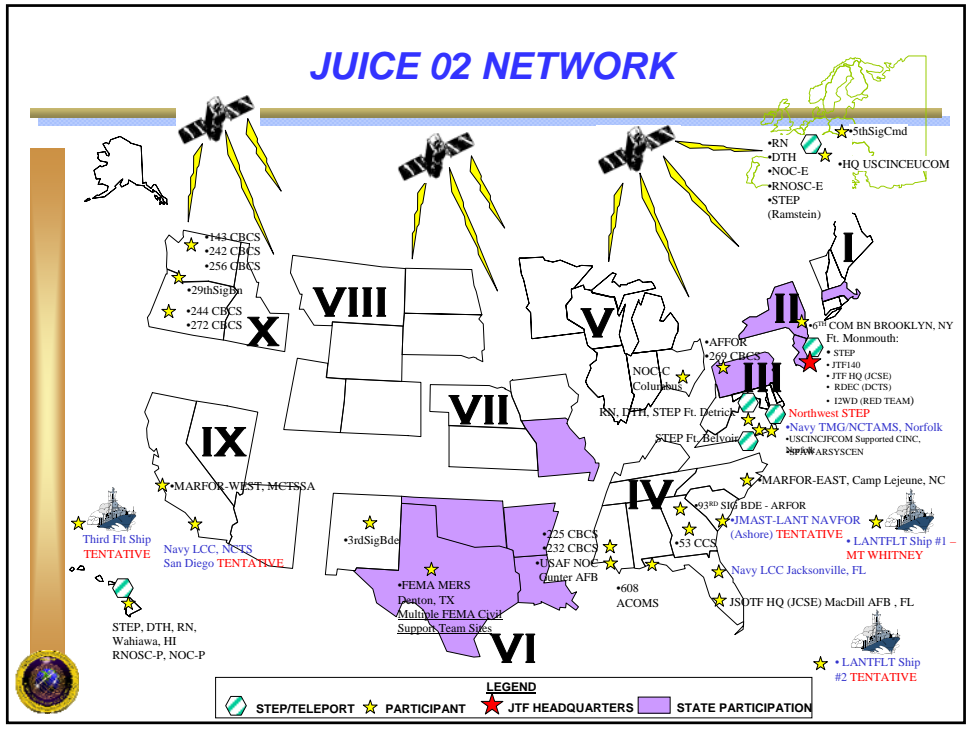 JUICE 02 NETWORK
•5thSigCmd
•RN
•DTH
•NOC-E
•RNOSC-E
•STEP
(Ramstein)
•HQ USCINCEUCOM
•143 CBCS
•242 CBCS
•256 CBCS
•29thSigBn
•244 CBCS
•272 CBCS
X
VIII
V
I
II
•6TH COM BN BROOKLYN, NY
Ft. Monmouth:
• STEP
• JTF140
• JTF HQ (JCSE)
• RDEC (DCTS)
• I2WD (RED TEAM)
•AFFOR
•269 CBCS
NOC-C
Columbus
III
VII
RN, DTH, STEP Ft. Detrick
STEP Ft. Belvoir
Northwest STEP
•Navy TMG/NCTAMS, Norfolk
•USCINCJFCOM Supported CINC,
Norfolk
•SPAWARSYSCEN
IX
•MARFOR-WEST, MCTSSA
IV
•MARFOR-EAST, Camp Lejeune, NC
•93RD SIG BDE - ARFOR
•JMAST-LANT NAVFOR
(Ashore) TENTATIVE
•53 CCS
• LANTFLT Ship #1 –
MT WHITNEY
Third Flt Ship
TENTATIVE
Navy LCC, NCTS
San Diego TENTATIVE
•3rdSigBde
•225 CBCS
•232 CBCS
•USAF NOC
Gunter AFB
Navy LCC Jacksonville, FL
•FEMA MERS
Denton, TX
Multiple FEMA Civil
Support Team Sites
•608
ACOMS
JSOTF HQ (JCSE) MacDill AFB , FL
STEP, DTH, RN,
Wahiawa, HI
RNOSC-P, NOC-P
VI
• LANTFLT Ship
#2 TENTATIVE
LEGEND
STEP/TELEPORT PARTICIPANT JTF HEADQUARTERS STATE PARTICIPATION